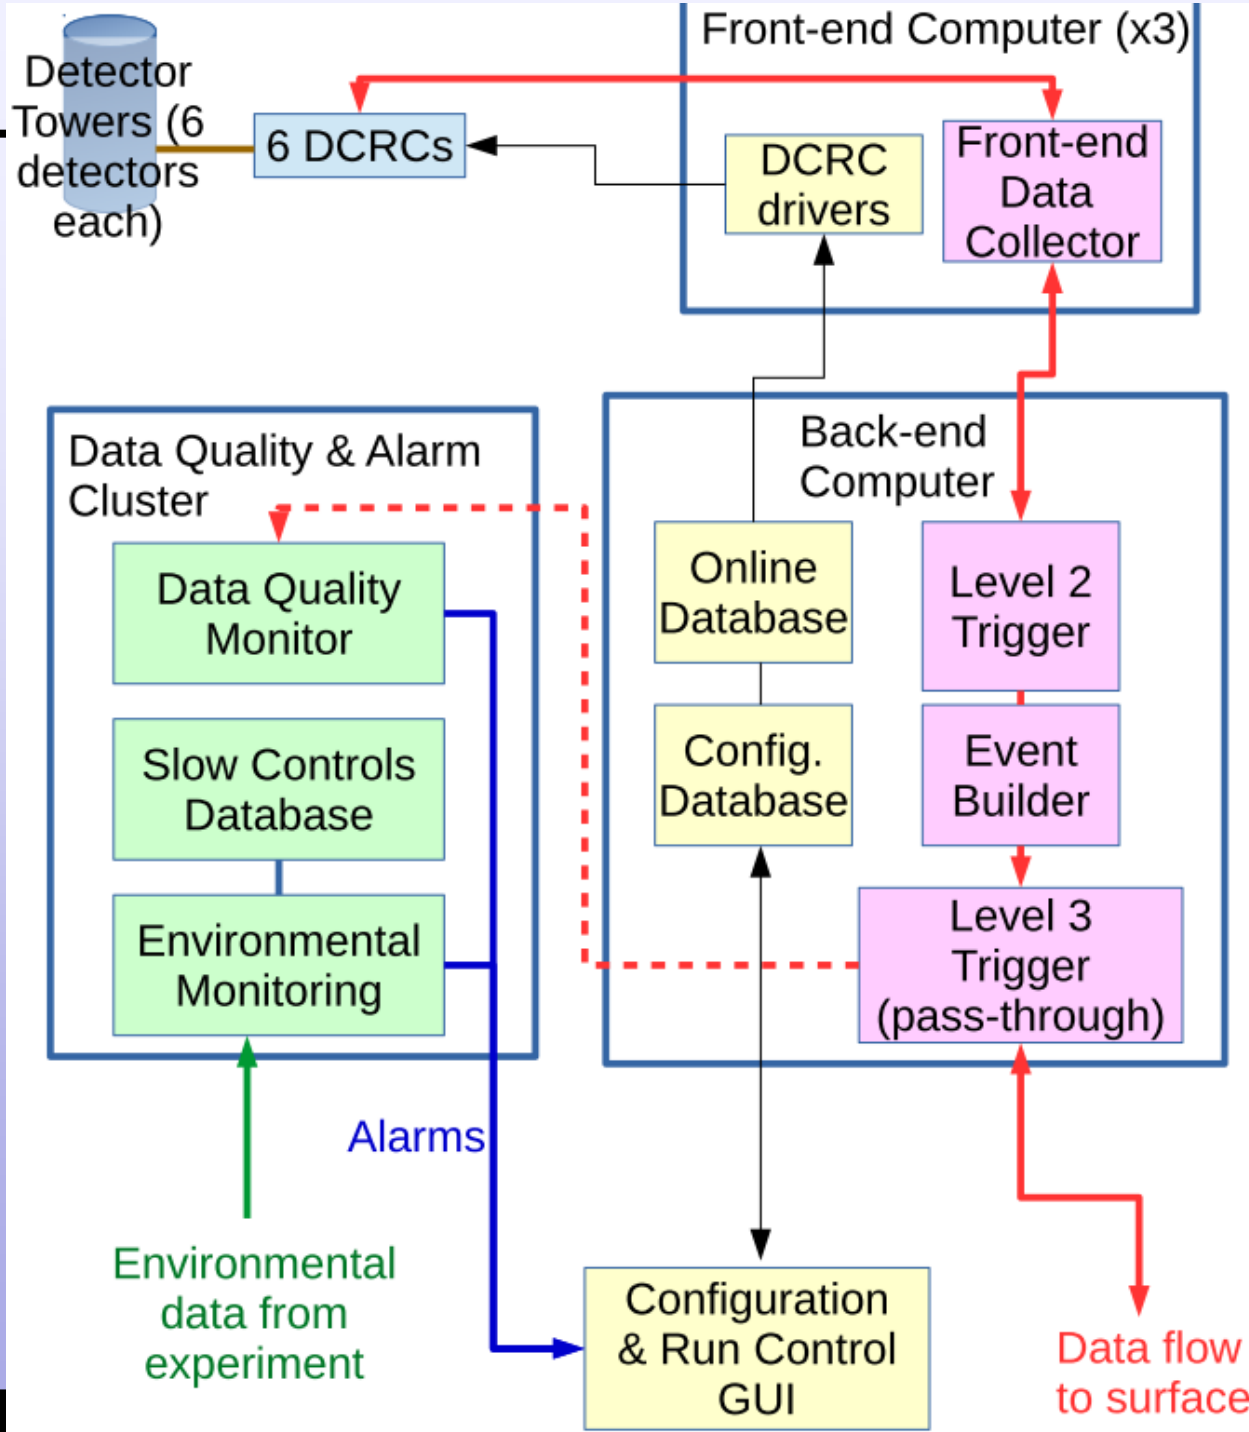 Front-end Computer (x3)
Detector
Towers (6
detectors
each)
6 DCRCs
DCRC
drivers
Front-end
Data
Collector
Data Quality & Alarm
Cluster
Data Quality
Monitor
Slow Controls
Database
Environmental
Monitoring
Back-end
Computer
Online
Database
Config.
Database
Level 2
Trigger
Event
Builder
Level 3
Trigger
(pass-through)
Alarms
Environmental
data from
experiment
Configuration
& Run Control
GUI
Data flow
to surface